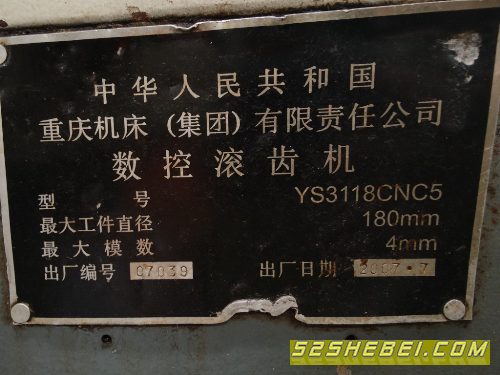 中华人民共和国
重庆机床(集团)有限责任公司
数控滚齿机
型 号 YS3118CNC5
最大工件直径 180mm
最大模数 4mm
出厂编号 07039 出厂日期 2007.7
52SHEBEI.COM